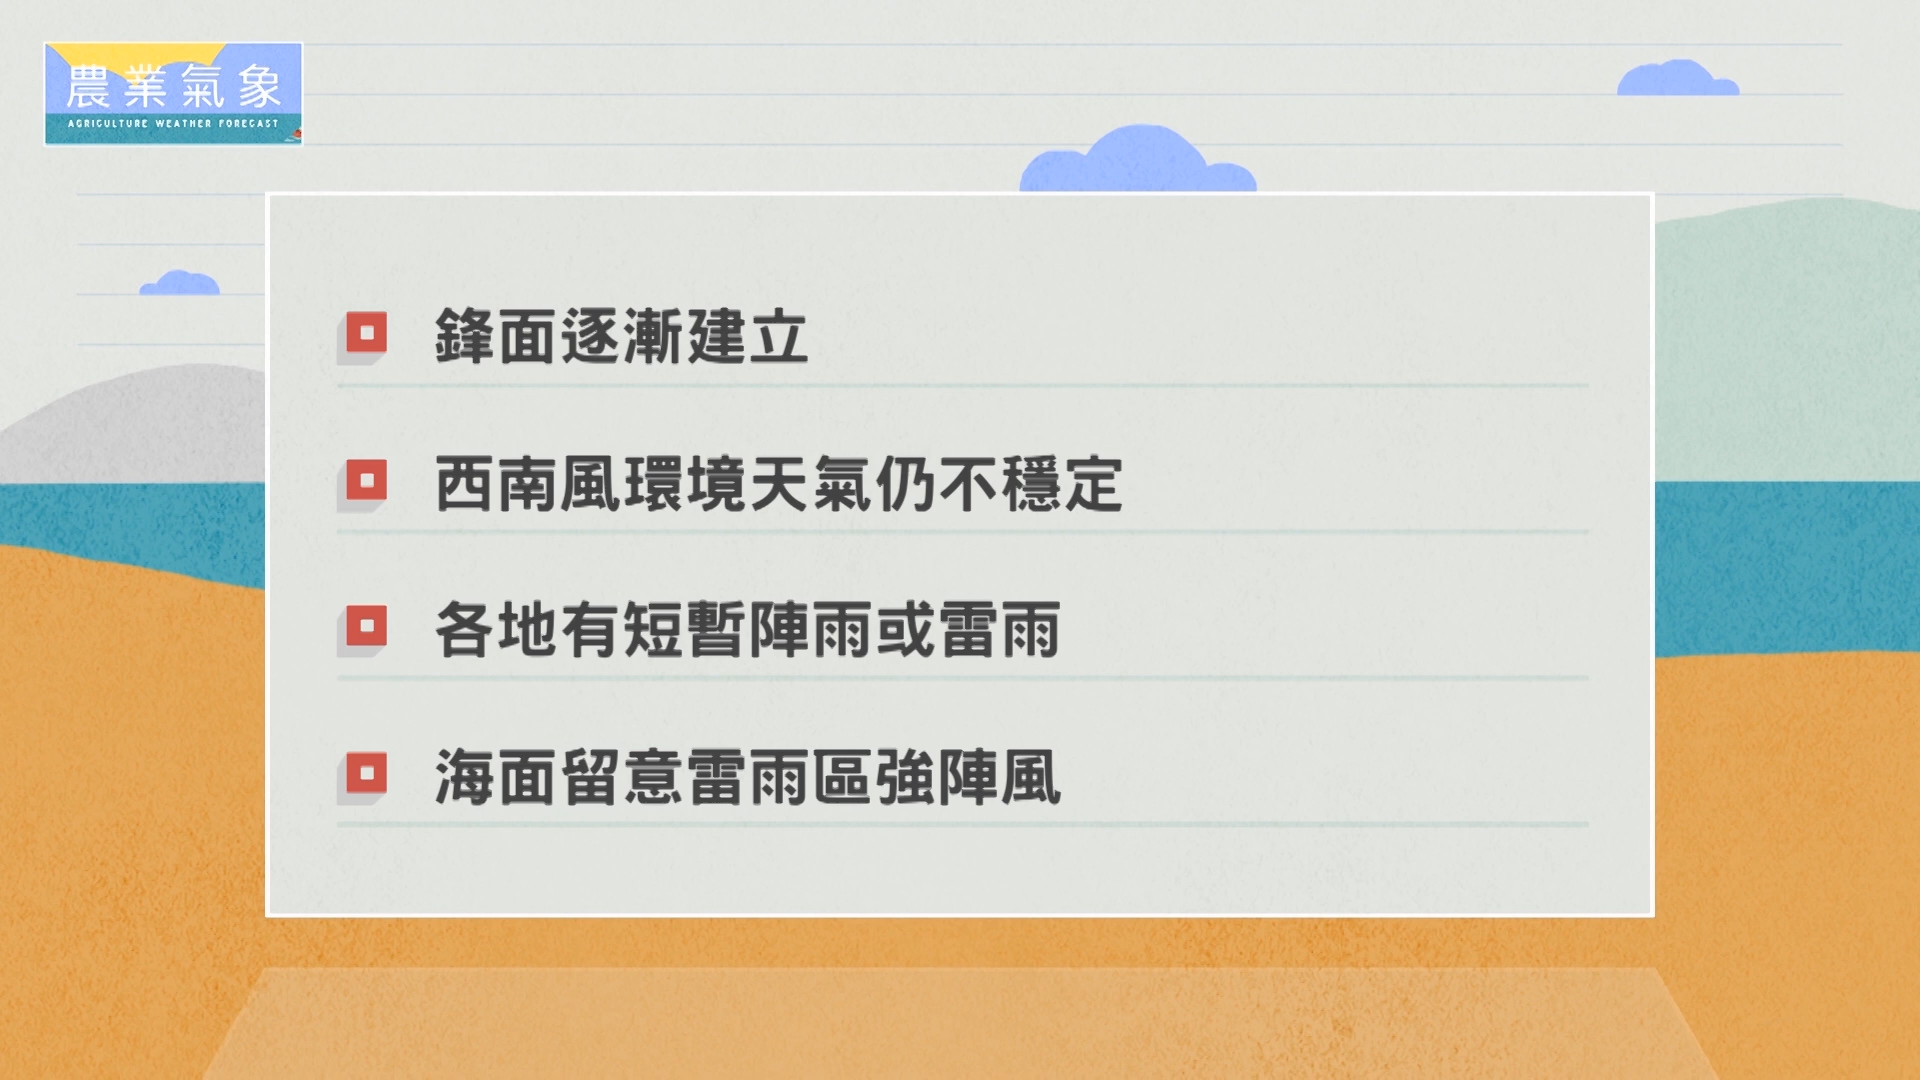 農業氣象
AGRICULTURE WEATHER FORECAST
鋒面逐漸建立
西南風環境天氣仍不穩定
各地有短暫陣雨或雷雨
海面留意雷雨區強陣風